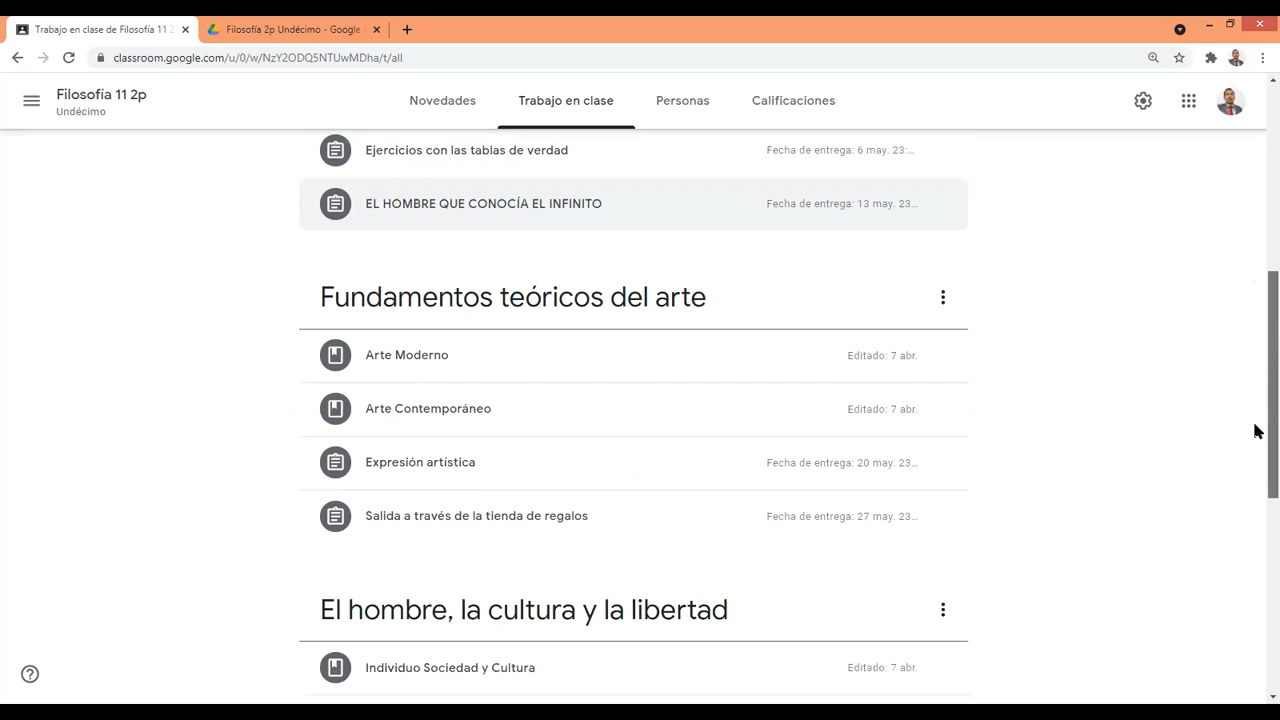 Trabajo en clase de Filosofía 11 2
Filosofía 2p Undécimo - Google
classroom.google.com/u/0/w/NzY2ODQ5NTUwMDha/t/all
Filosofía 11 2p
Undécimo
Novedades
Trabajo en clase
Personas
Calificaciones
Ejercicios con las tablas de verdad
Fecha de entrega: 6 may. 23:...
EL HOMBRE QUE CONOCÍA EL INFINITO
Fecha de entrega: 13 may. 23...
Fundamentos teóricos del arte
Arte Moderno
Editado: 7 abr.
Arte Contemporáneo
Editado: 7 abr.
Expresión artistica
Fecha de entrega: 20 may. 23...
Salida a través de la tienda de regalos
Fecha de entrega: 27 may. 23...
El hombre, la cultura y la libertad
Individuo Sociedad y Cultura
Editado: 7 abr.